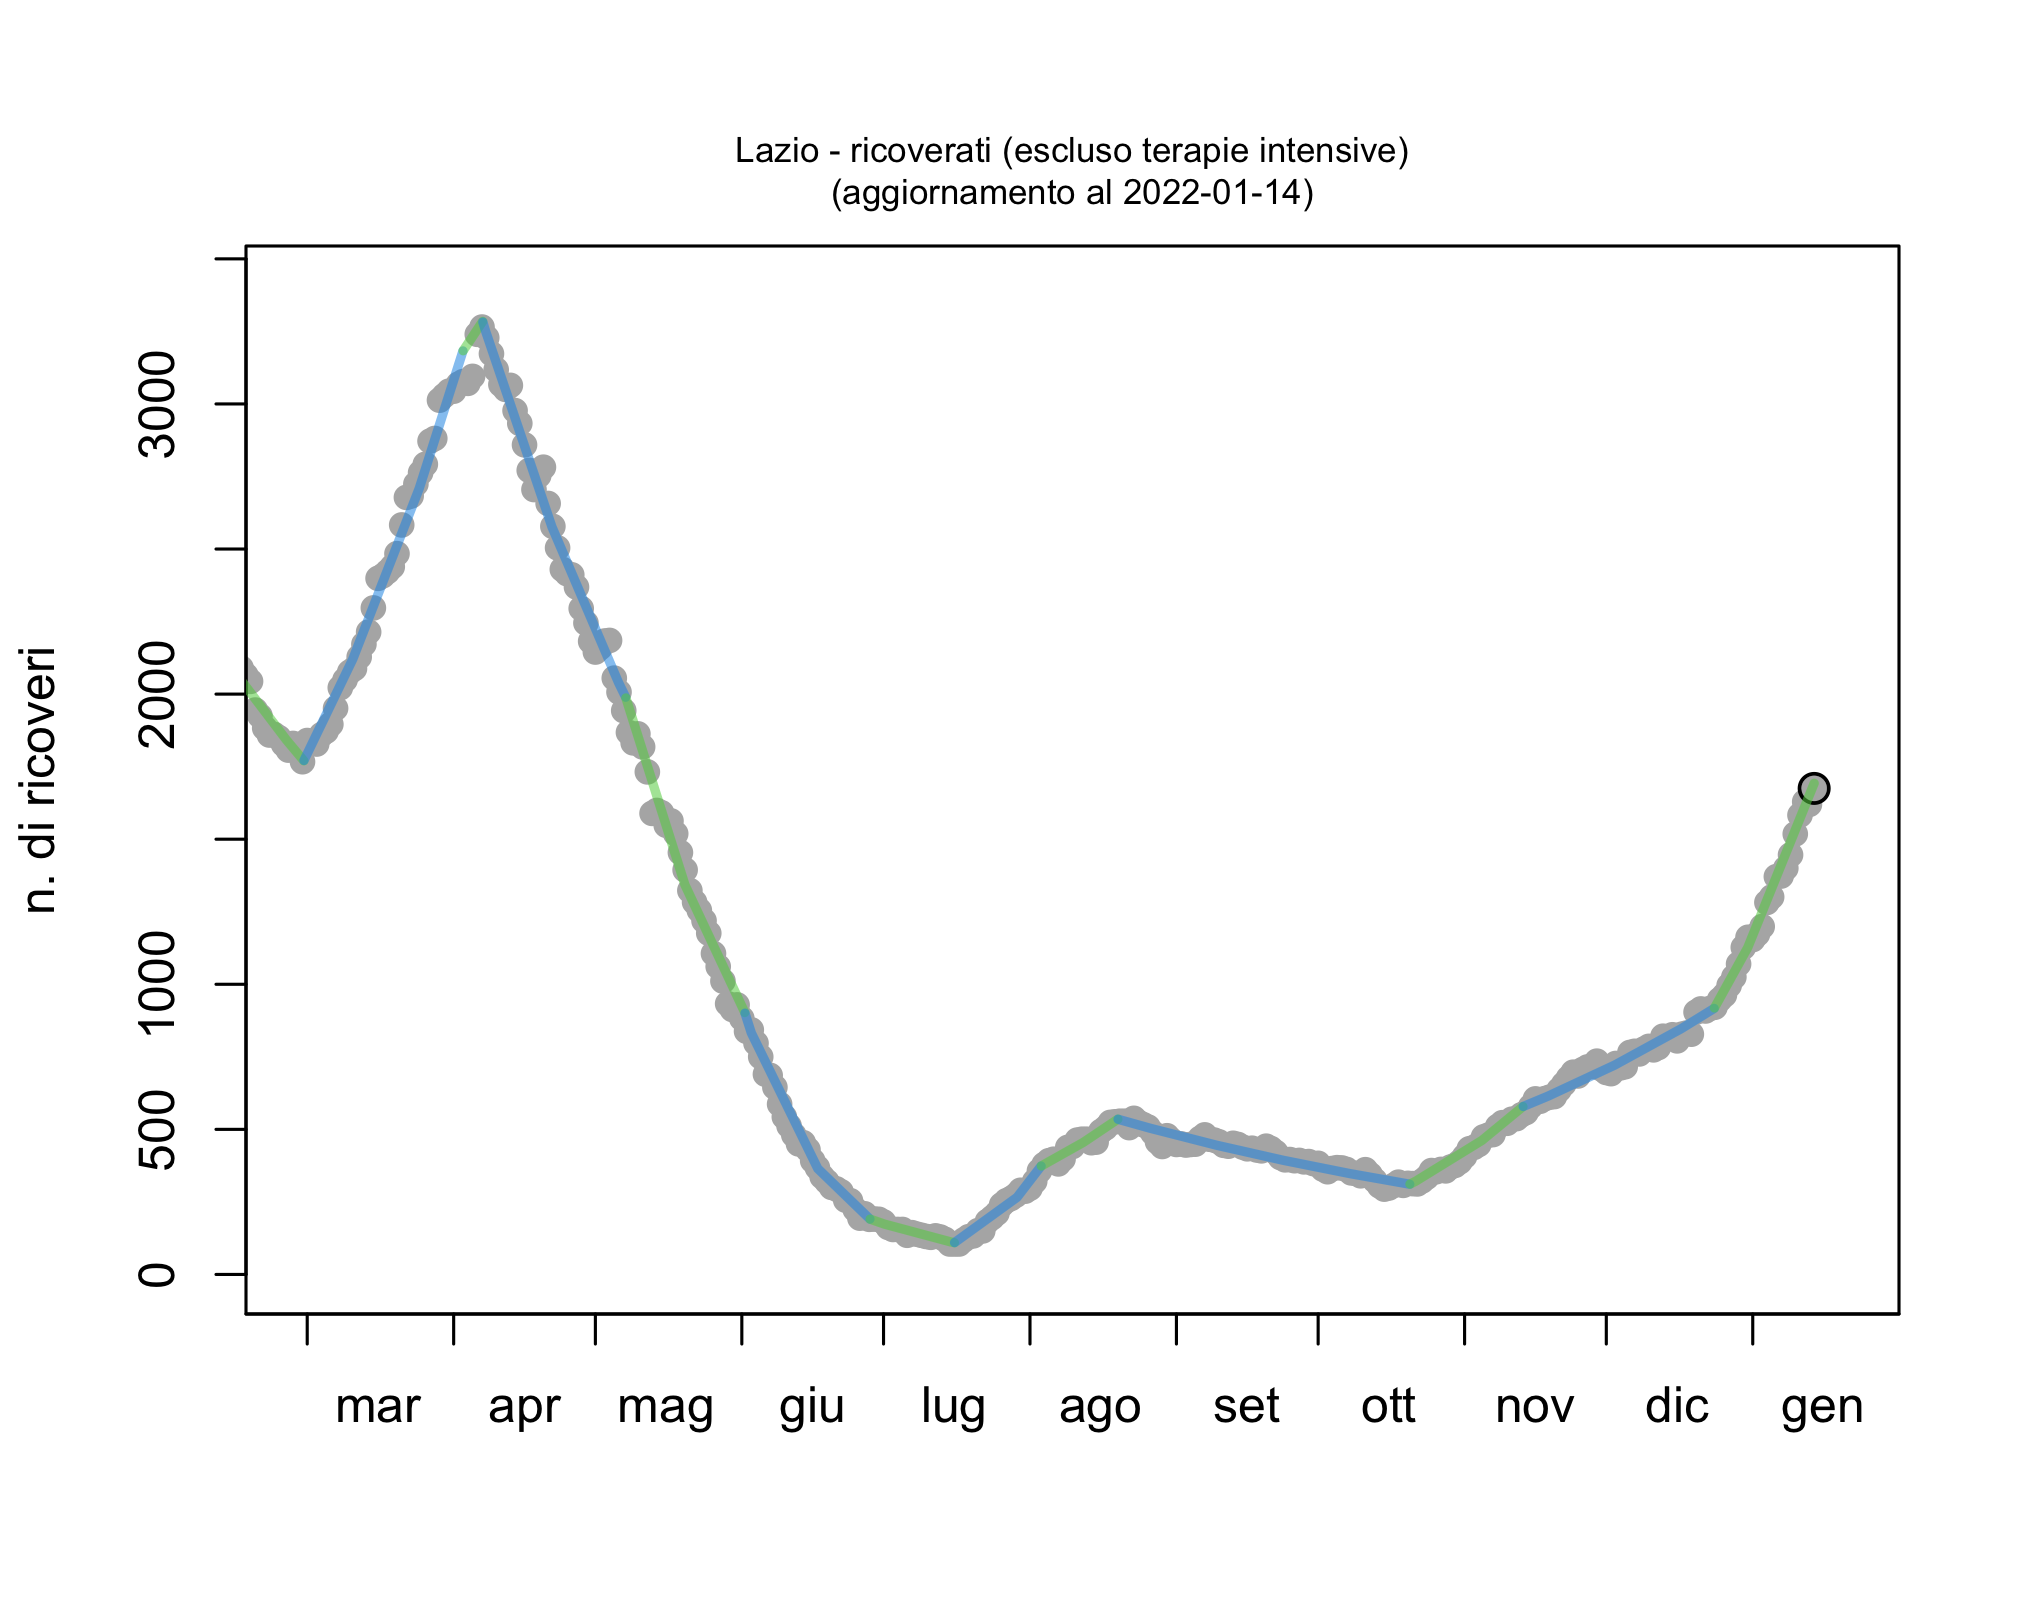 Lazio - ricoverati (escluso terapie intensive)
(aggiornamento al 2022-01-14)
n. di ricoveri
3000
2000
1000
500
0
mar apr mag giu lug ago set ott nov dic gen